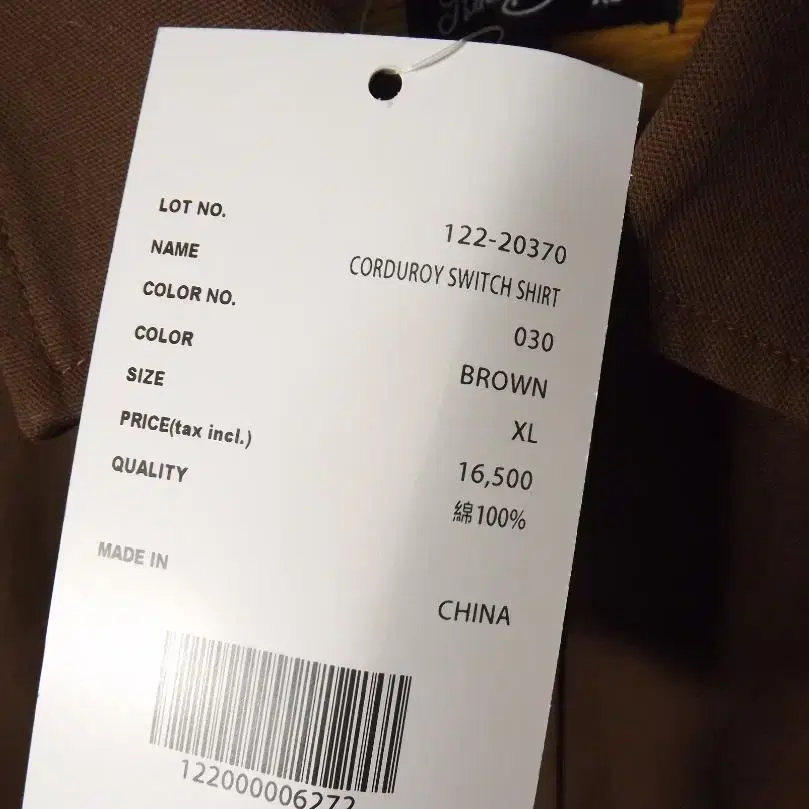 LOT NO. 122-20370
NAME CORDUROY SWITCH SHIRT
COLOR NO. 030
COLOR BROWN
SIZE XL
PRICE(tax incl.) 16,500
QUALITY 綿100%
MADE IN
CHINA
122000006272